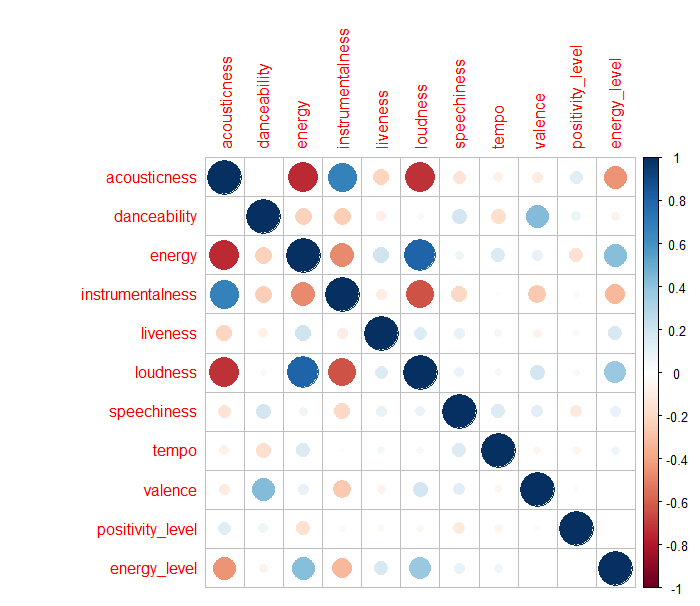 acousticness
danceability
energy
instrumentalness
liveness
loudness
speechiness
tempo
valence
positivity_level
energy_level
acousticness
danceability
energy
instrumentalness
liveness
loudness
speechiness
tempo
valence
positivity_level
energy_level
1
0.8
0.6
0.4
0.2
0
-0.2
-0.4
-0.6
-0.8
-1